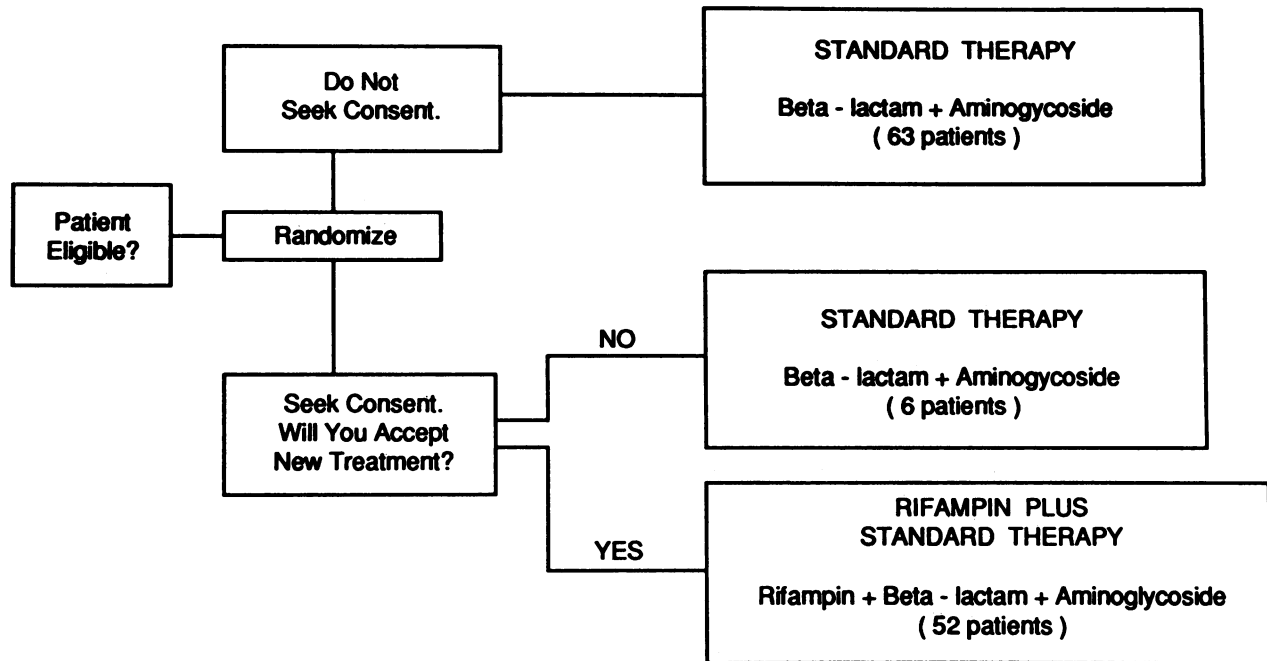 Do Not
Seek Consent.
STANDARD THERAPY
Beta - lactam + Aminogycoside
( 63 patients )
Patient
Eligible?
Randomize
NO
STANDARD THERAPY
Beta - lactam + Aminogycoside
( 6 patients )
Seek Consent.
Will You Accept
New Treatment?
YES
RIFAMPIN PLUS
STANDARD THERAPY
Rifampin + Beta - lactam + Aminoglycoside
( 52 patients )